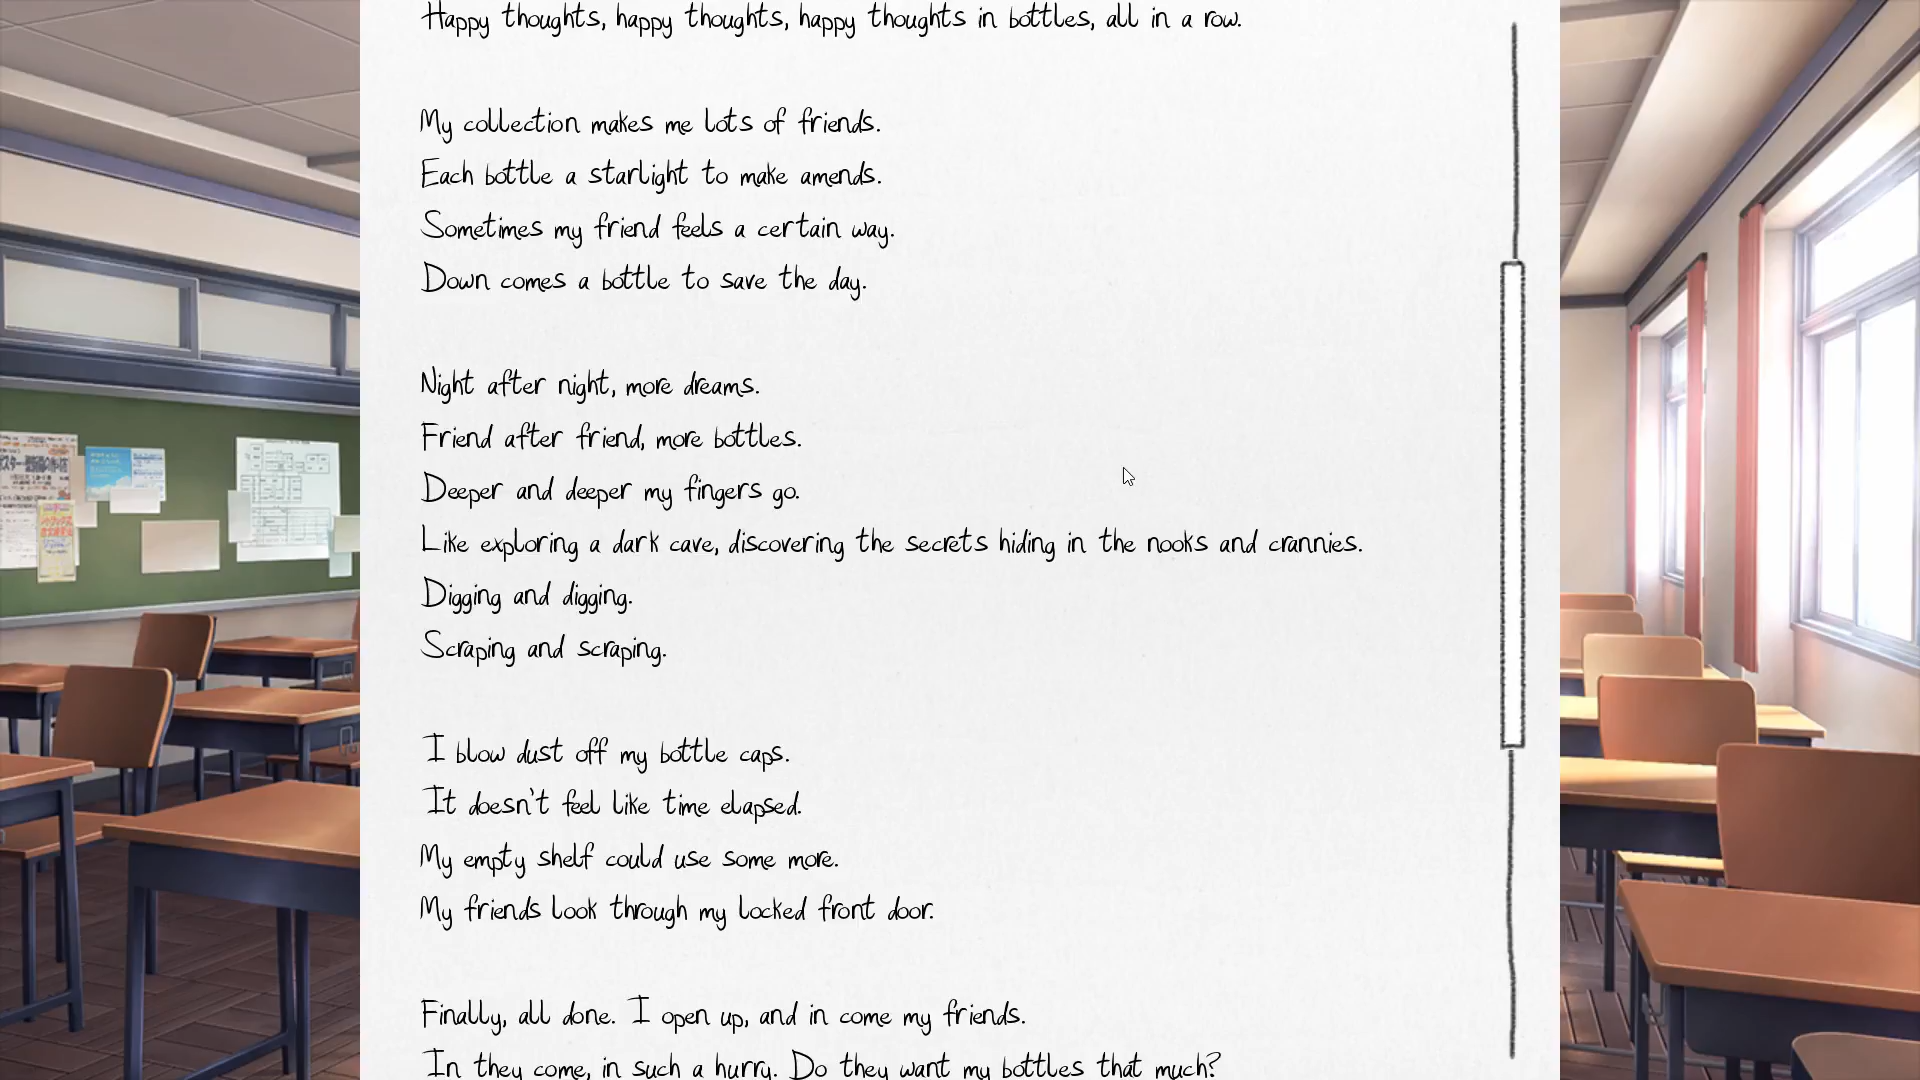 Happy thoughts, happy thoughts, happy thoughts in bottles, all in a row.
My collection makes me lots of friends.
Each bottle a starlight to make amends.
Sometimes my friend feels a certain way.
Down comes a bottle to save the day.
Night after night, more dreams.
Friend after friend, more bottles.
Deeper and deeper my fingers go.
Like exploring a dark cave, discovering the secrets hiding in the nooks and crannies.
Digging and digging.
Scraping and scraping.
I blow dust off my bottle caps.
It doesn't feel like time elapsed.
My empty shelf could use some more.
My friends look through my locked front door.
Finally, all done. I open up, and in come my friends.
In they come, in such a hurry. Do they want my bottles that much?